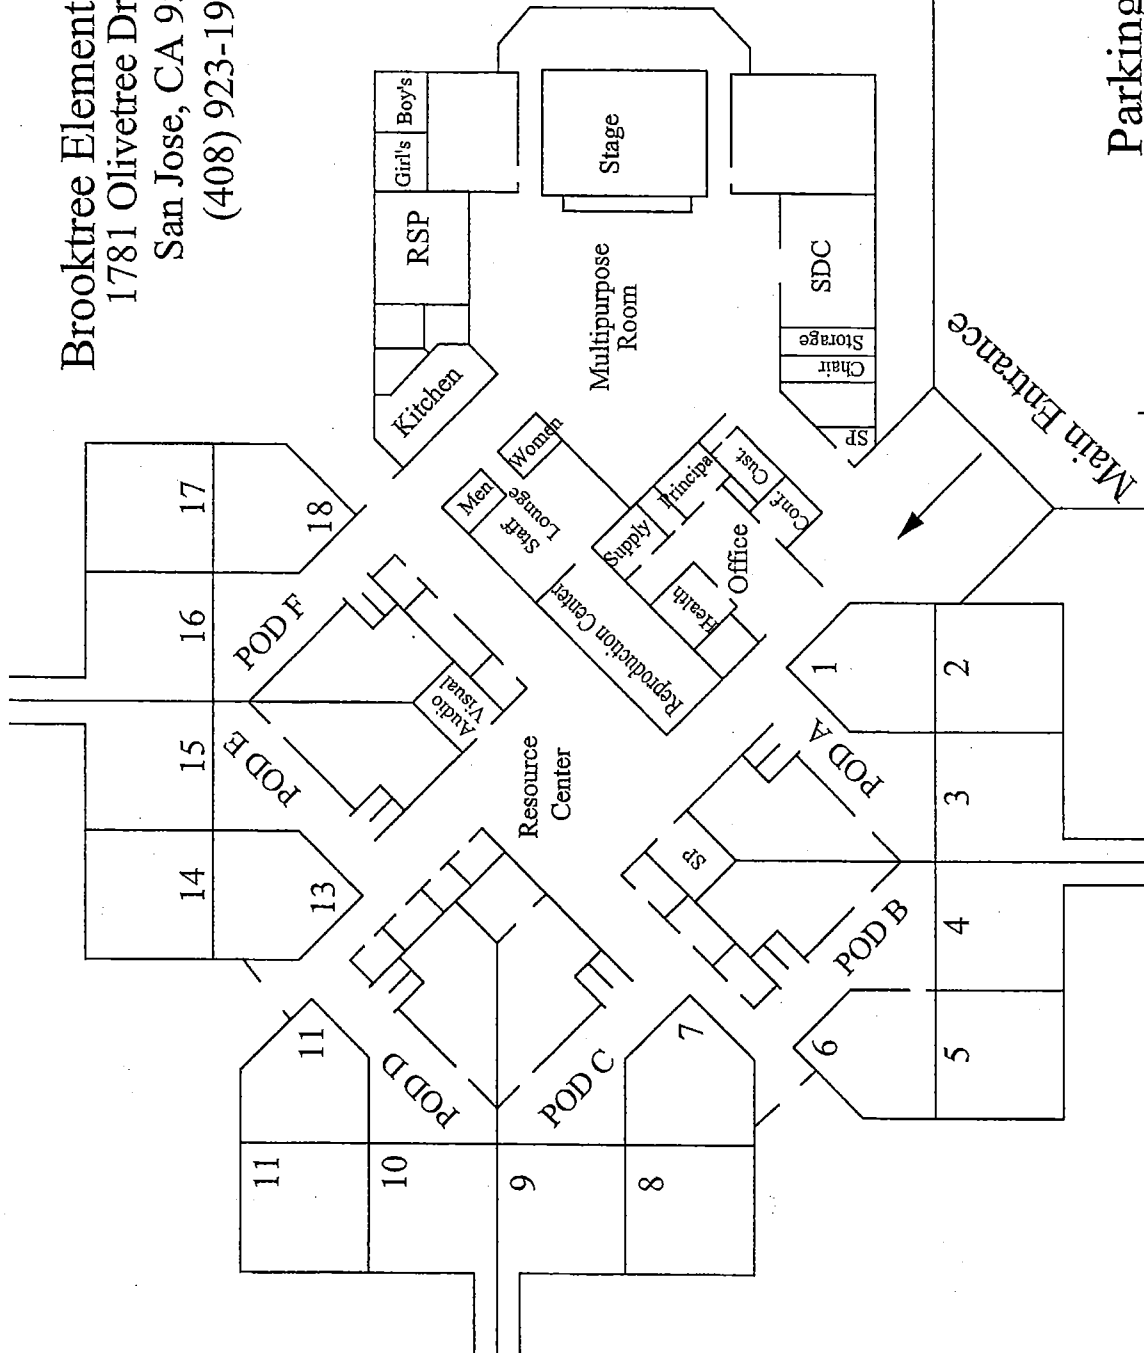 Brooktree Element
1781 Olivetree Dr
San Jose, CA 9
(408) 923-19
Parking
Main Entrance
Boy's
Girl's
RSP
Kitchen
Stage
Multipurpose
Room
SDC
Storage
Chair
SP
Women
Men
Staff
Lounge
Principal
Cust.
Conf.
Supply
Office
Health
Reproduction Center
Resource
Center
Audio
Visual
SP
POD A
POD B
POD C
POD D
POD E
POD F
1
2
3
4
5
6
7
8
9
10
11
11
13
14
15
16
17
18